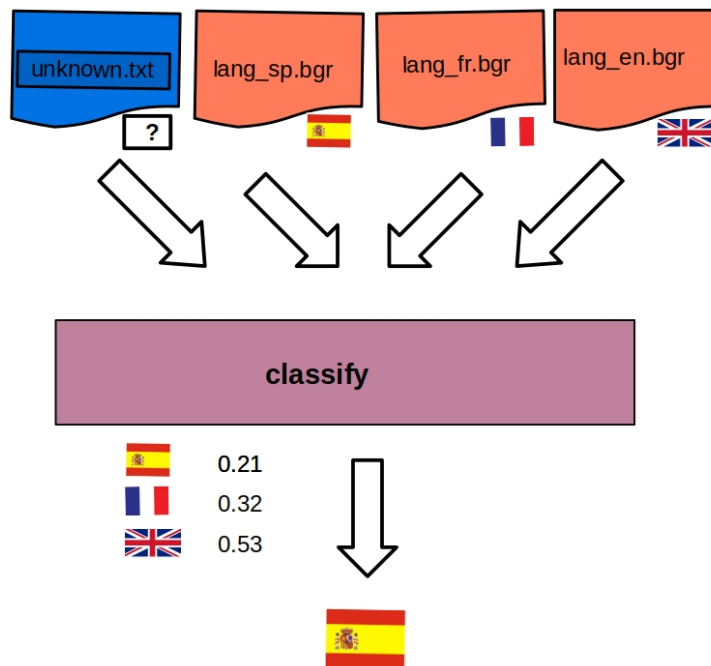 unknown.txt
lang_sp.bgr
lang_fr.bgr
lang_en.bgr
?
classify
0.21
0.32
0.53